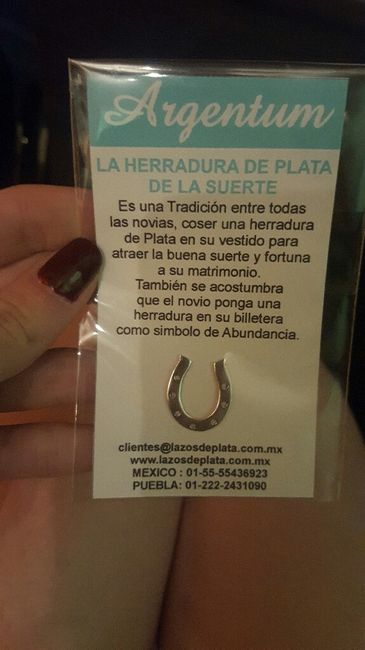 Argentum
LA HERRADURA DE PLATA
DE LA SUERTE
Es una Tradición entre todas
las novias, coser una herradura
de Plata en su vestido para
atraer la buena suerte y fortuna
a su matrimonio.
También se acostumbra
que el novio ponga una
herradura en su billetera
como simbolo de Abundancia.
clientes@lazosdeplata.com.mx
www.lazosdeplata.com.mx
MEXICO : 01-55-55436923
PUEBLA: 01-222-2431090